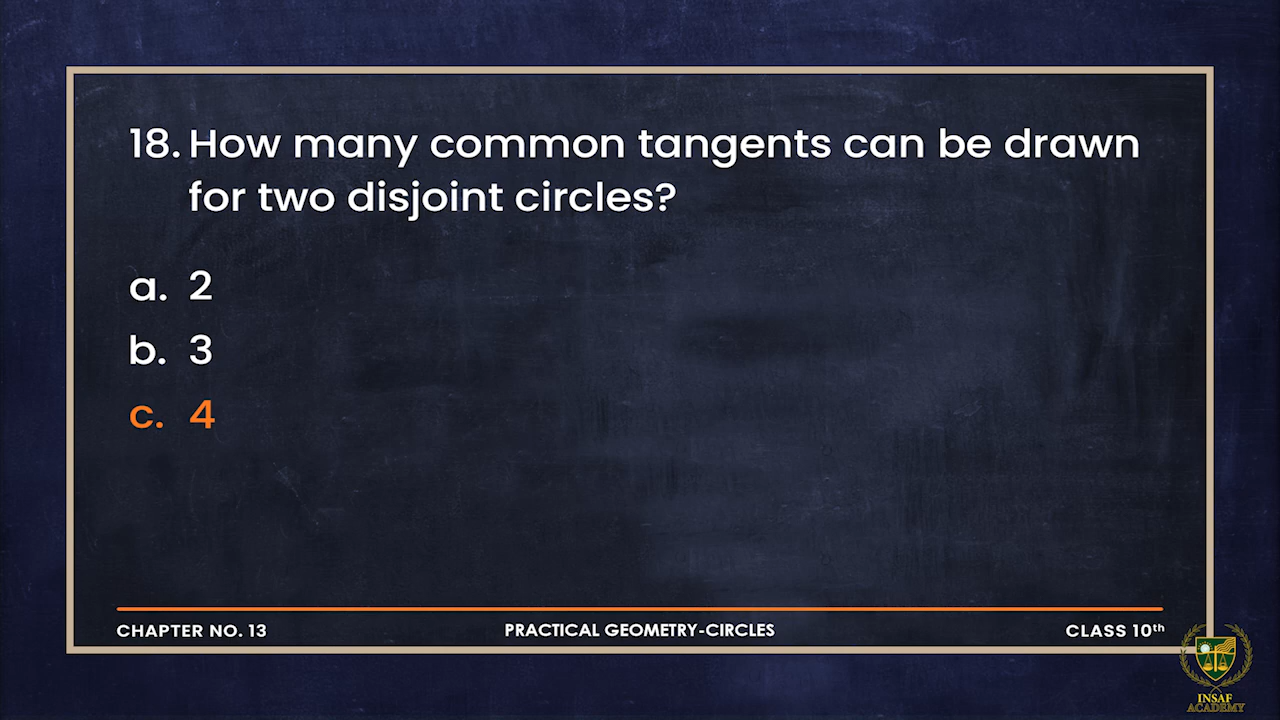 18. How many common tangents can be drawn
for two disjoint circles?
a. 2
b. 3
c. 4
CHAPTER NO. 13 PRACTICAL GEOMETRY-CIRCLES CLASS 10th
INSAF
ACADEMY